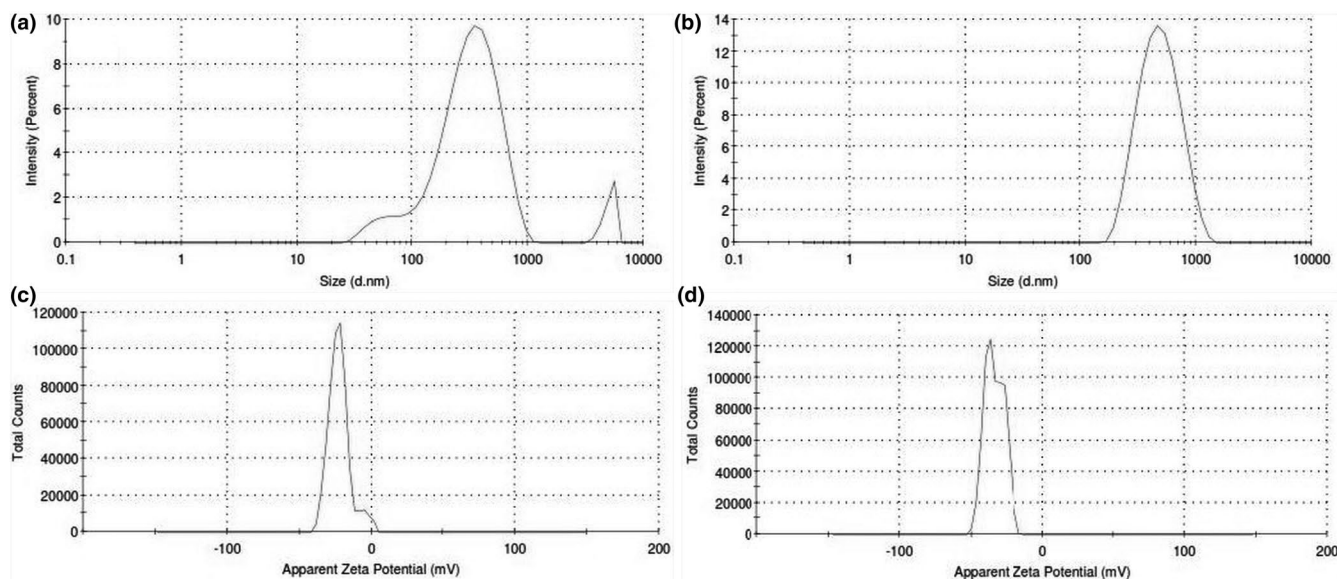 (a)
10
8
6
4
2
0
Intensity (Percent)
0.1 1 10 100 1000 10000
Size (d.nm)
(b)
14
12
10
8
6
4
2
0
Intensity (Percent)
0.1 1 10 100 1000 10000
Size (d.nm)
(c)
120000
100000
80000
60000
40000
20000
0
Total Counts
-100 0 100 200
Apparent Zeta Potential (mV)
(d)
140000
120000
100000
80000
60000
40000
20000
0
Total Counts
-100 0 100 200
Apparent Zeta Potential (mV)